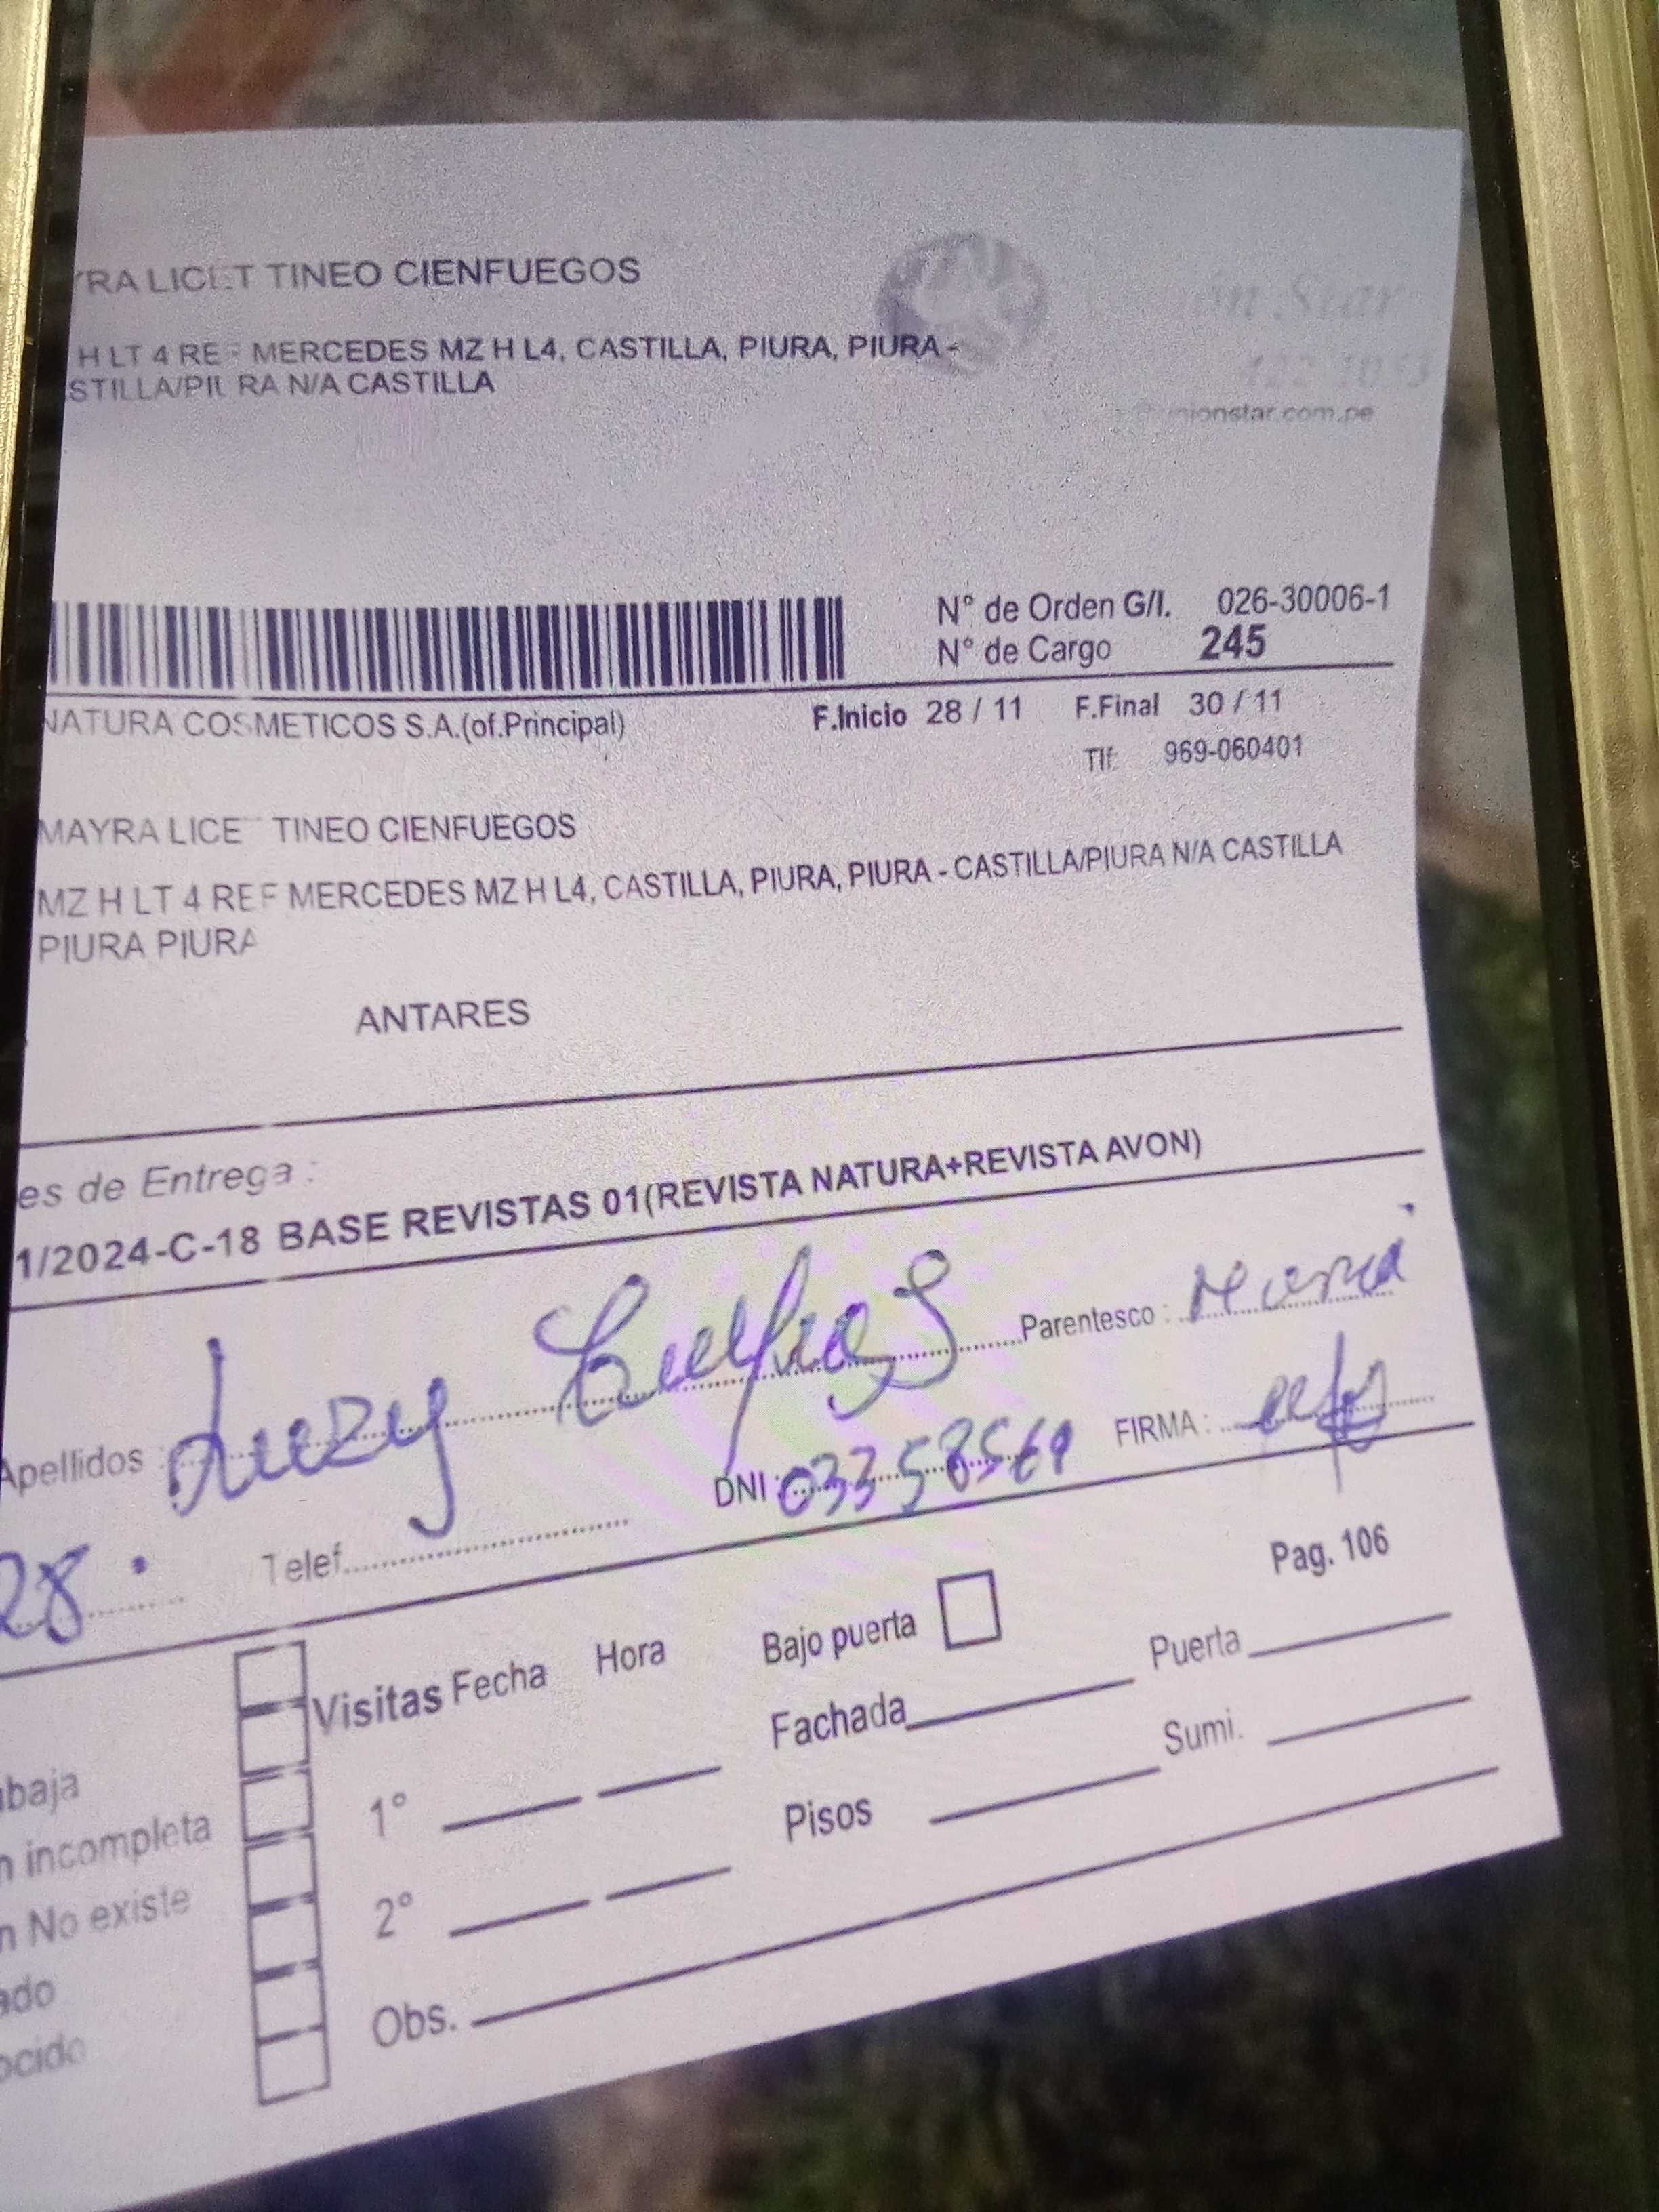 YRA LICET TINEO CIENFUEGOS
H LT 4 REF MERCEDES MZ H L4, CASTILLA, PIURA, PIURA -
STILLA/PIURA N/A CASTILLA
Star
unionstar.com.pe
N° de Orden G/I. 026-30006-1
N° de Cargo 245
NATURA COSMETICOS S.A.(of.Principal)
F.Inicio 28 / 11 F.Final 30 / 11
Tlf: 969-060401
MAYRA LICET TINEO CIENFUEGOS
MZ H LT 4 REF MERCEDES MZ H L4, CASTILLA, PIURA, PIURA - CASTILLA/PIURA N/A CASTILLA
PIURA PIURA
ANTARES
es de Entrega :
1/2024-C-18 BASE REVISTAS 01(REVISTA NATURA+REVISTA AVON)
Apellidos : Luzy Parentesco :
DNI : 03358569 FIRMA :
28. Telef.
Pag. 106
Visitas Fecha Hora Bajo puerta
Fachada Puerta
abaja 1° Pisos Sumi.
n incompleta
n No existe 2°
ado
ocido Obs.